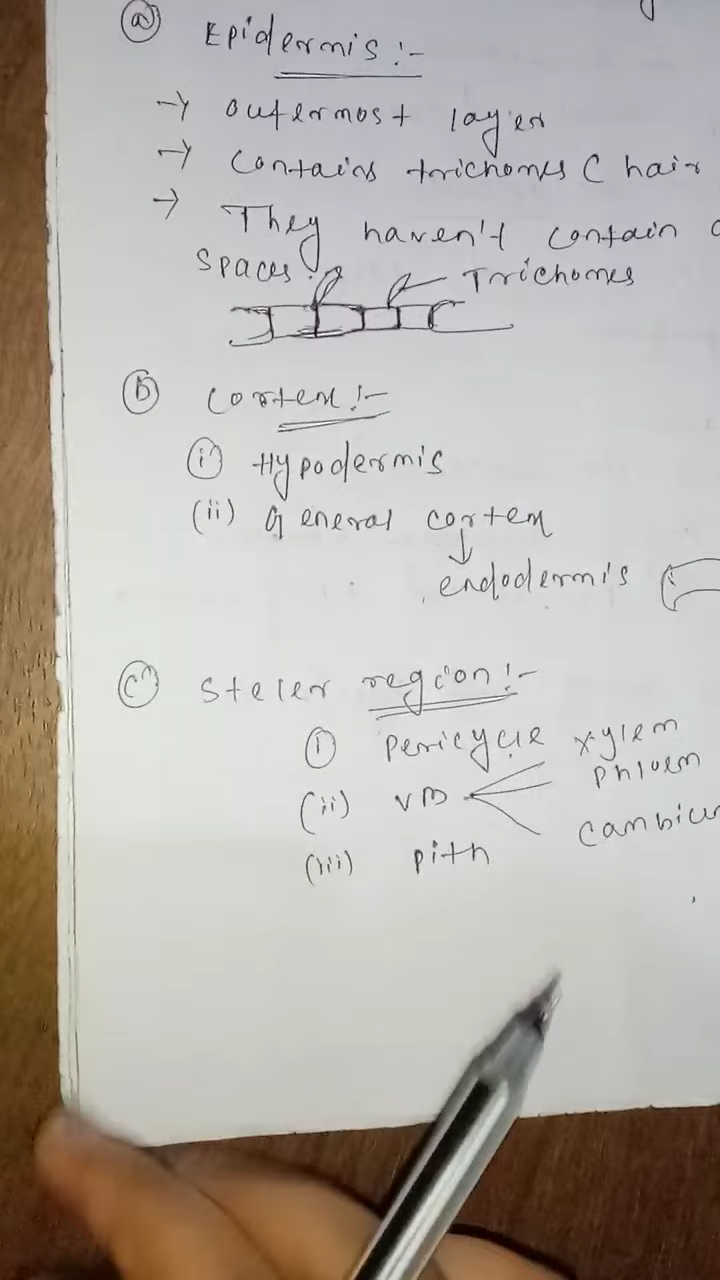 (a) Epidermis :-
→ outermost layer
→ contains trichomes ( hair
→ They haven't contain
spaces.
Trichomes
(b) Cortex :-
(i) Hypodermis
(ii) General cortex
↓
endodermis
(c) Steler region :-
(i) Pericycle
xylem
(ii) VB
Phloem
cambium
(iii) pith